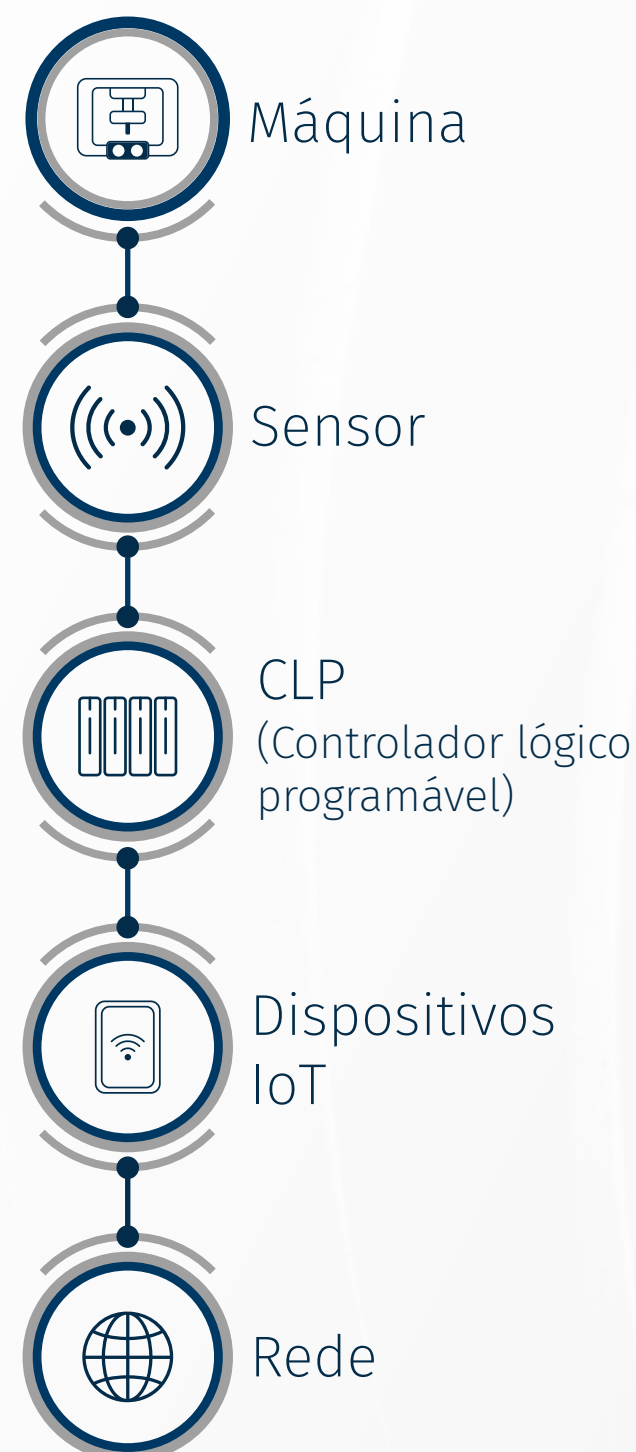 Máquina
Sensor
CLP
(Controlador lógico
programável)
Dispositivos
IoT
Rede